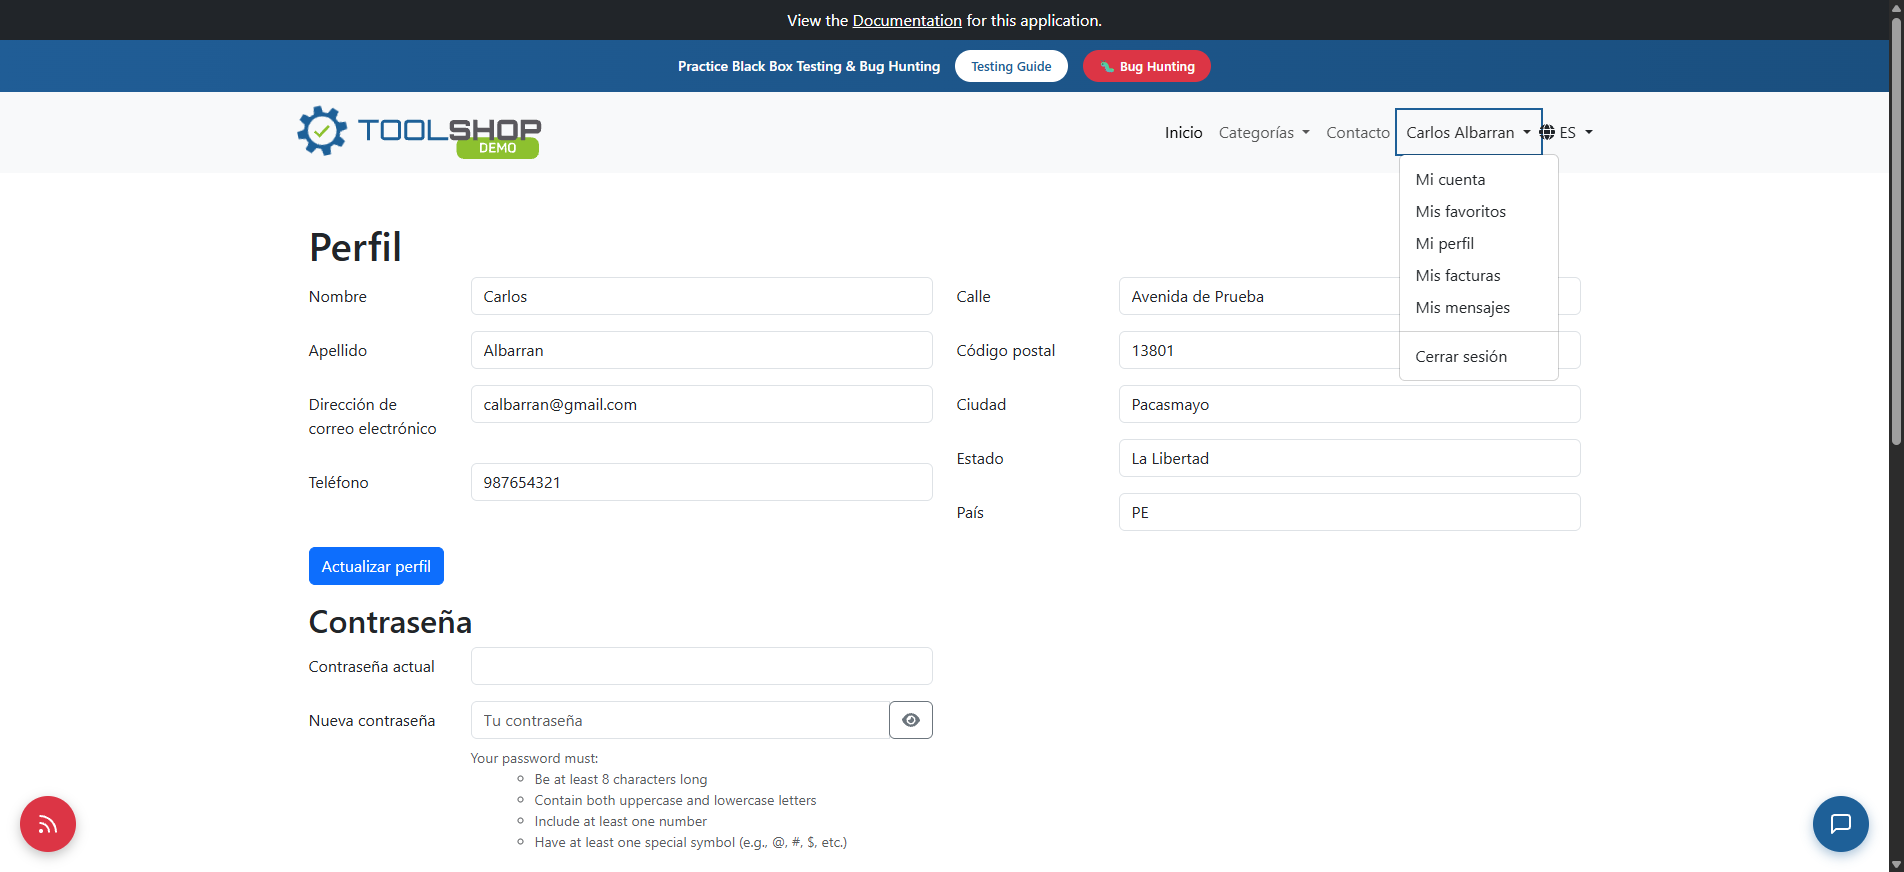 View the Documentation for this application.
Practice Black Box Testing & Bug Hunting Testing Guide Bug Hunting
TOOLSHOP
DEMO
Inicio Categorías Contacto Carlos Albarran ES
Mi cuenta
Mis favoritos
Mi perfil
Mis facturas
Mis mensajes
Cerrar sesión
Perfil
Nombre Carlos
Apellido Albarran
Dirección de
correo electrónico
calbarran@gmail.com
Teléfono 987654321
Calle Avenida de Prueba
Código postal 13801
Ciudad Pacasmayo
Estado La Libertad
País PE
Actualizar perfil
Contraseña
Contraseña actual
Nueva contraseña Tu contraseña
Your password must:
Be at least 8 characters long
Contain both uppercase and lowercase letters
Include at least one number
Have at least one special symbol (e.g., @, #, $, etc.)